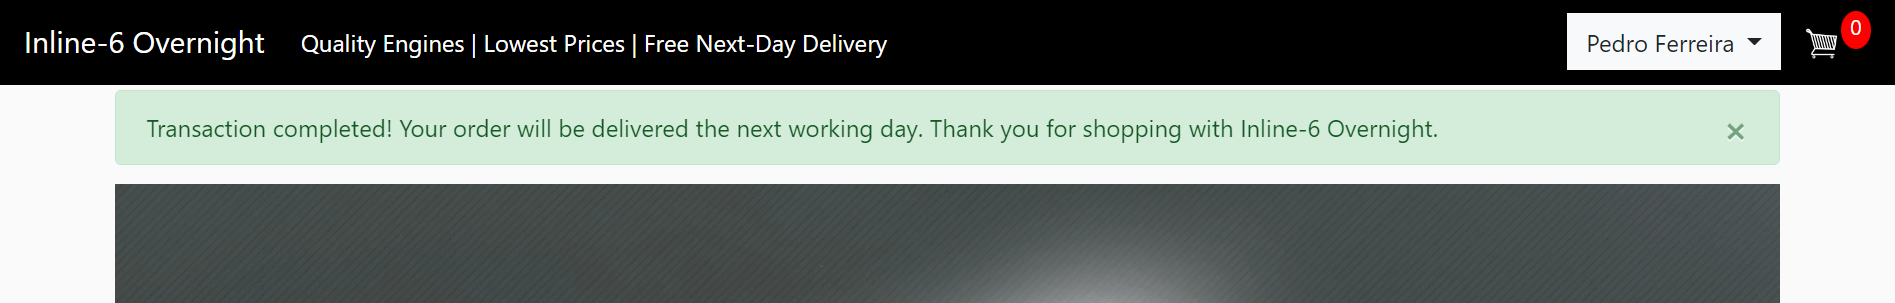 Inline-6 Overnight Quality Engines | Lowest Prices | Free Next-Day Delivery Pedro Ferreira 0
Transaction completed! Your order will be delivered the next working day. Thank you for shopping with Inline-6 Overnight. ×